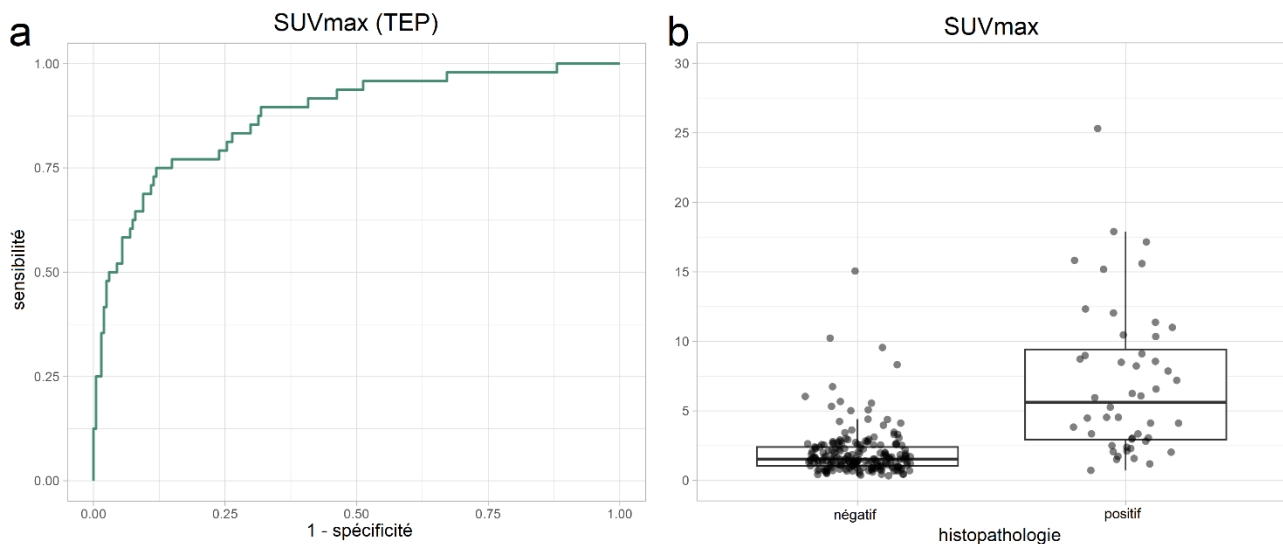 a
SUVmax (TEP)
1.00
0.75
0.50
0.25
0.00
sensibilité
0.00 0.25 0.50 0.75 1.00
1 - spécificité
b
SUVmax
30
25
20
15
10
5
0
négatif positif
histopathologie